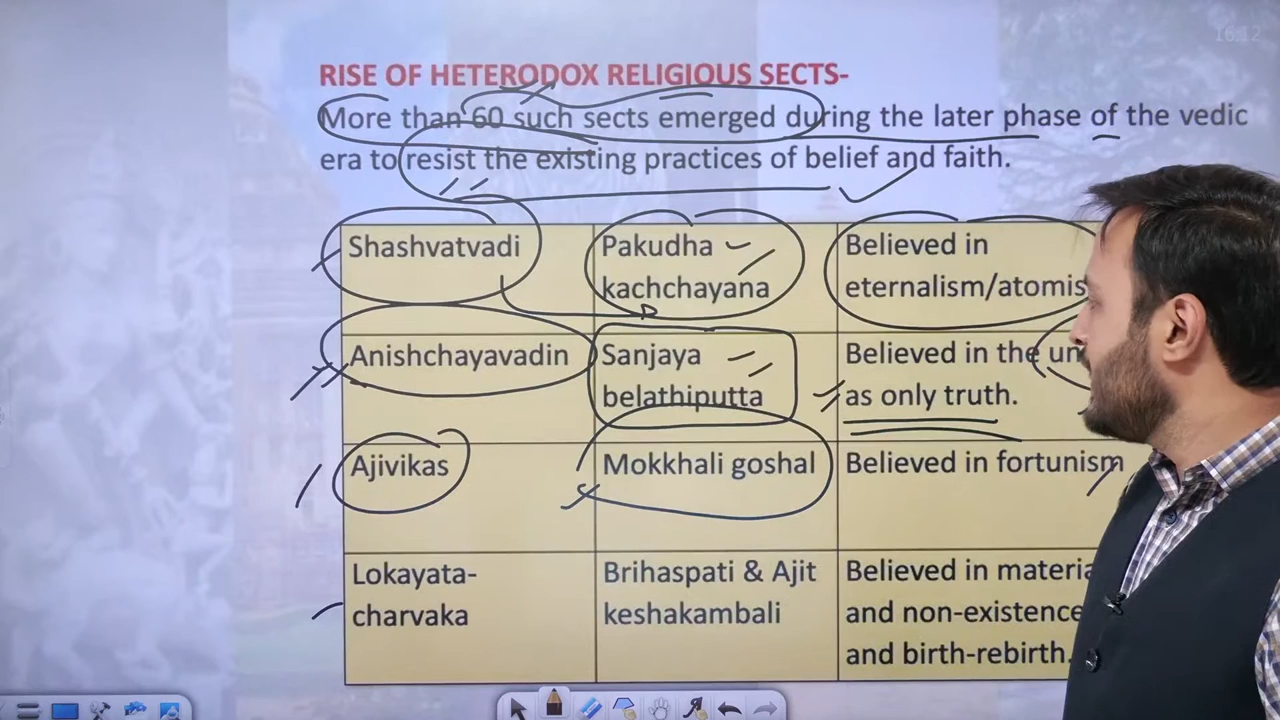 16:12
RISE OF HETERODOX RELIGIOUS SECTS-
More than 60 such sects emerged during the later phase of the vedic
era to resist the existing practices of belief and faith.
Shashvatvadi
Pakudha
kachchayana
Believed in
eternalism/atomis
Anishchayavadin
Sanjaya
belathiputta
Believed in the un
as only truth.
Ajivikas
Mokkhali goshal
Believed in fortunism
Lokayata-
charvaka
Brihaspati & Ajit
keshakambali
Believed in materia
and non-existence
and birth-rebirth.